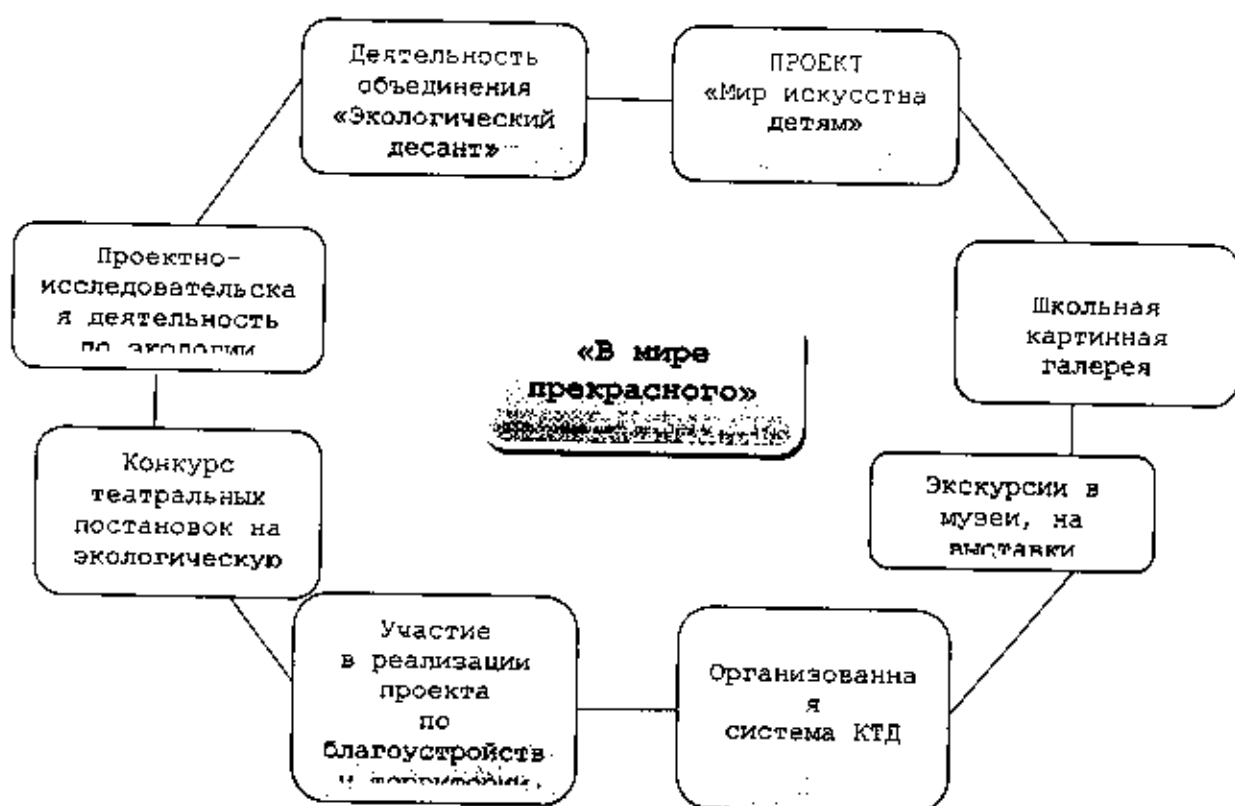 Деятельность
объединения
«Экологический
десант»
ПРОЕКТ
«Мир искусства
детям»
Проектно-
исследовательска
я деятельность
по экологии
Школьная
картинная
галерея
«В мире
прекрасного»
Конкурс
театральных
постановок на
экологическую
Экскурсии в
музеи, на
выставки
Участие
в реализации
проекта
по
благоустройств
у территории
Организованна
я
система КТД